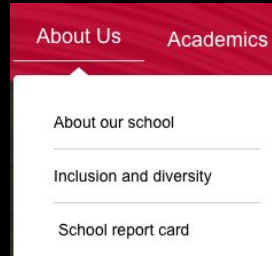 About Us Academics
About our school
Inclusion and diversity
School report card